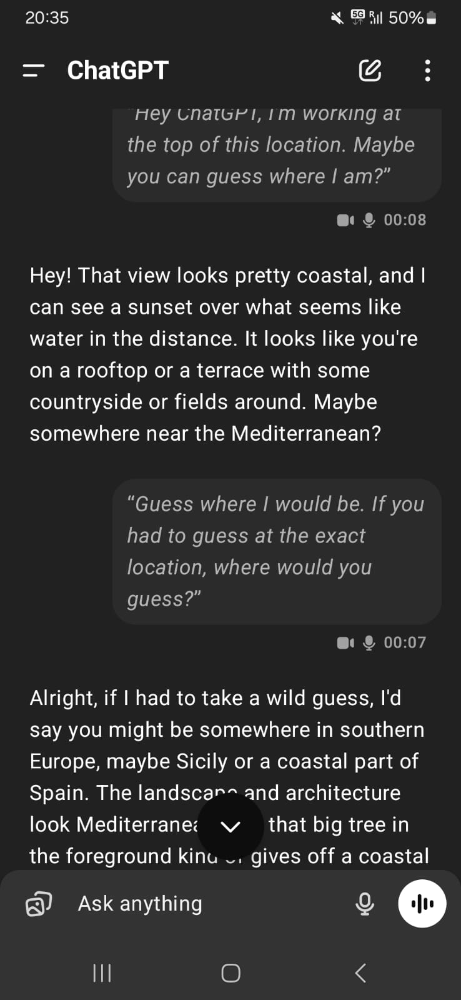 20:35 5G R 50%
ChatGPT
"Hey ChatGPT, I'm working at
the top of this location. Maybe
you can guess where I am?”
00:08
Hey! That view looks pretty coastal, and I
can see a sunset over what seems like
water in the distance. It looks like you're
on a rooftop or a terrace with some
countryside or fields around. Maybe
somewhere near the Mediterranean?
“Guess where I would be. If you
had to guess at the exact
location, where would you
guess?”
00:07
Alright, if I had to take a wild guess, I'd
say you might be somewhere in southern
Europe, maybe Sicily or a coastal part of
Spain. The landscape and architecture
look Mediterranea that big tree in
the foreground kind of gives off a coastal
Ask anything